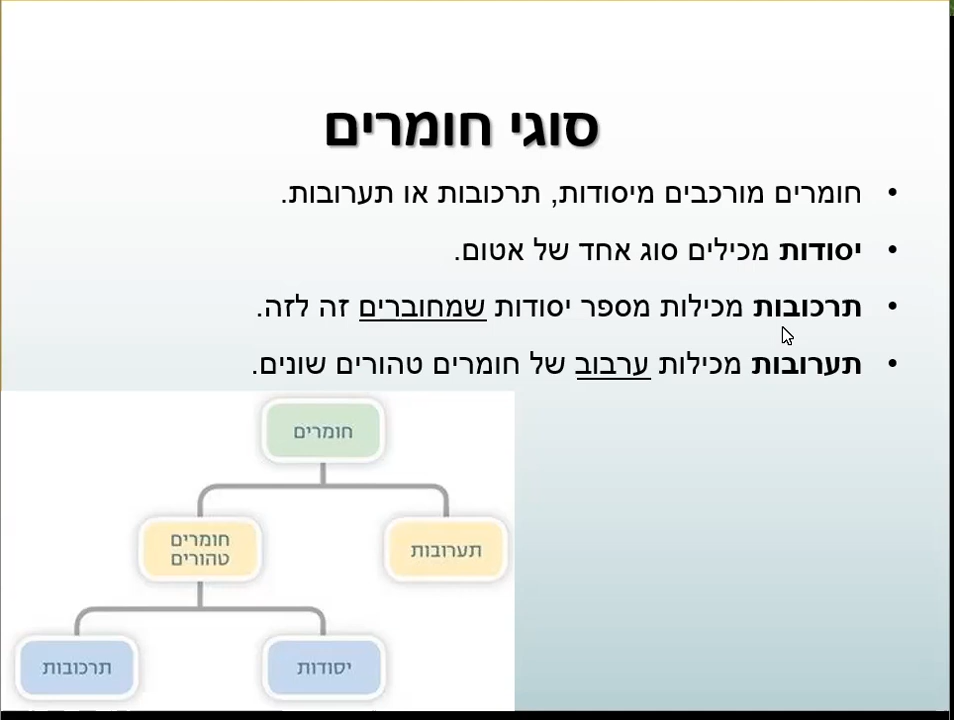 סוגי חומרים
• חומרים מורכבים מיסודות, תרכובות או תערובות.
• יסודות מכילים סוג אחד של אטום.
• תרכובות מכילות מספר יסודות שמחוברים זה לזה.
• תערובות מכילות ערבוב של חומרים טהורים שונים.
חומרים
תערובות
חומרים
טהורים
יסודות
תרכובות